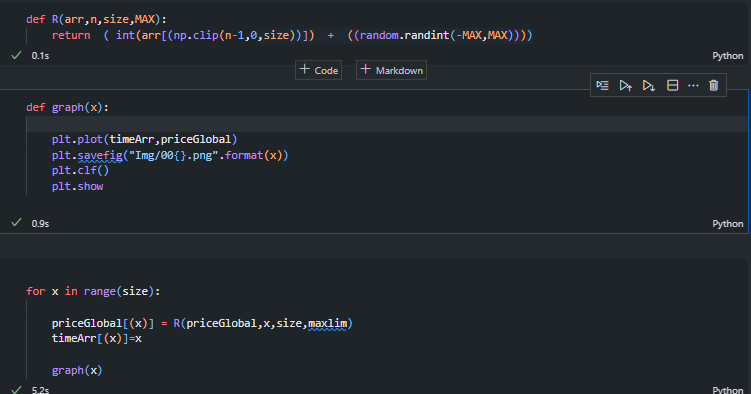 def R(arr,n,size,MAX):
    return  ( int(arr[(np.clip(n-1,0,size))])  +  ((random.randint(-MAX,MAX))))
0.1s
Python
+ Code
+ Markdown
def graph(x):
    plt.plot(timeArr,priceGlobal)
    plt.savefig("Img/00{}.png".format(x))
    plt.clf()
    plt.show
0.9s
Python
for x in range(size):
    priceGlobal[(x)] = R(priceGlobal,x,size,maxlim)
    timeArr[(x)]=x
    graph(x)
5.2s
Python